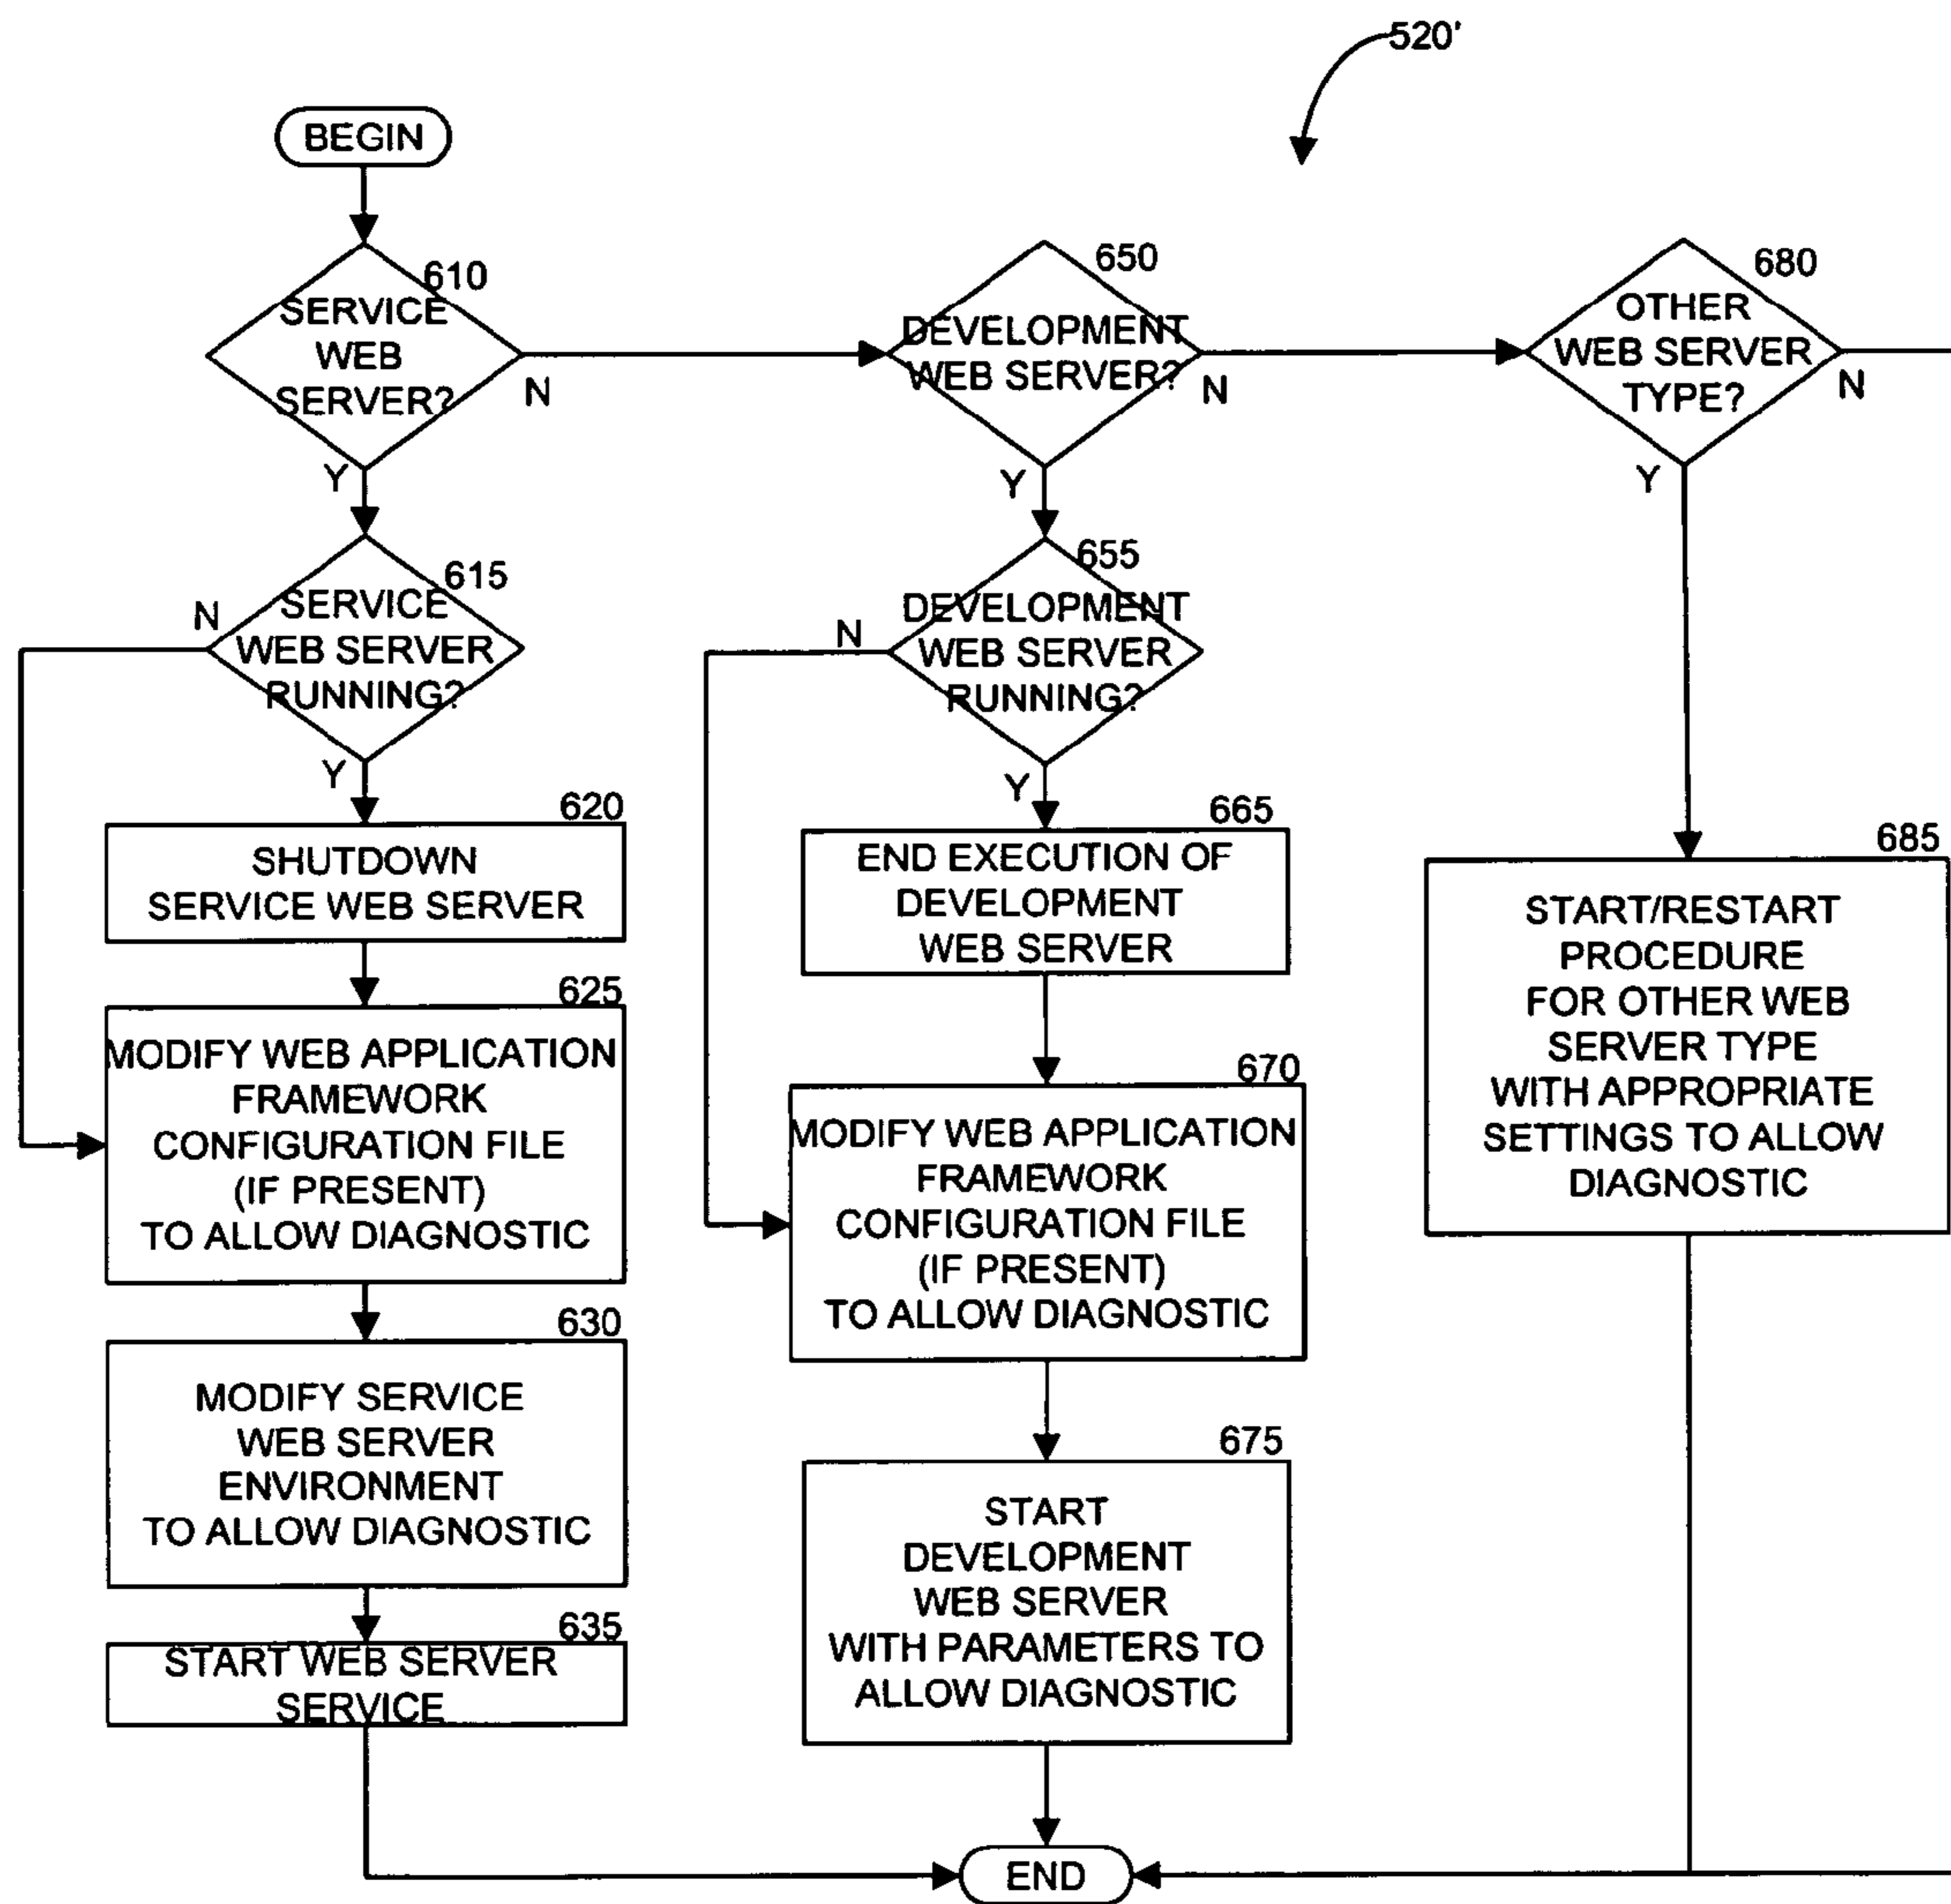 520'
BEGIN
610
SERVICE
WEB
SERVER?
N
Y
650
DEVELOPMENT
WEB SERVER?
N
Y
680
OTHER
WEB SERVER
TYPE?
N
Y
615
SERVICE
WEB SERVER
RUNNING?
N
Y
655
DEVELOPMENT
WEB SERVER
RUNNING?
N
Y
620
SHUTDOWN
SERVICE WEB SERVER
665
END EXECUTION OF
DEVELOPMENT
WEB SERVER
685
START/RESTART
PROCEDURE
FOR OTHER WEB
SERVER TYPE
WITH APPROPRIATE
SETTINGS TO ALLOW
DIAGNOSTIC
625
MODIFY WEB APPLICATION
FRAMEWORK
CONFIGURATION FILE
(IF PRESENT)
TO ALLOW DIAGNOSTIC
670
MODIFY WEB APPLICATION
FRAMEWORK
CONFIGURATION FILE
(IF PRESENT)
TO ALLOW DIAGNOSTIC
630
MODIFY SERVICE
WEB SERVER
ENVIRONMENT
TO ALLOW DIAGNOSTIC
675
START
DEVELOPMENT
WEB SERVER
WITH PARAMETERS TO
ALLOW DIAGNOSTIC
635
START WEB SERVER
SERVICE
END